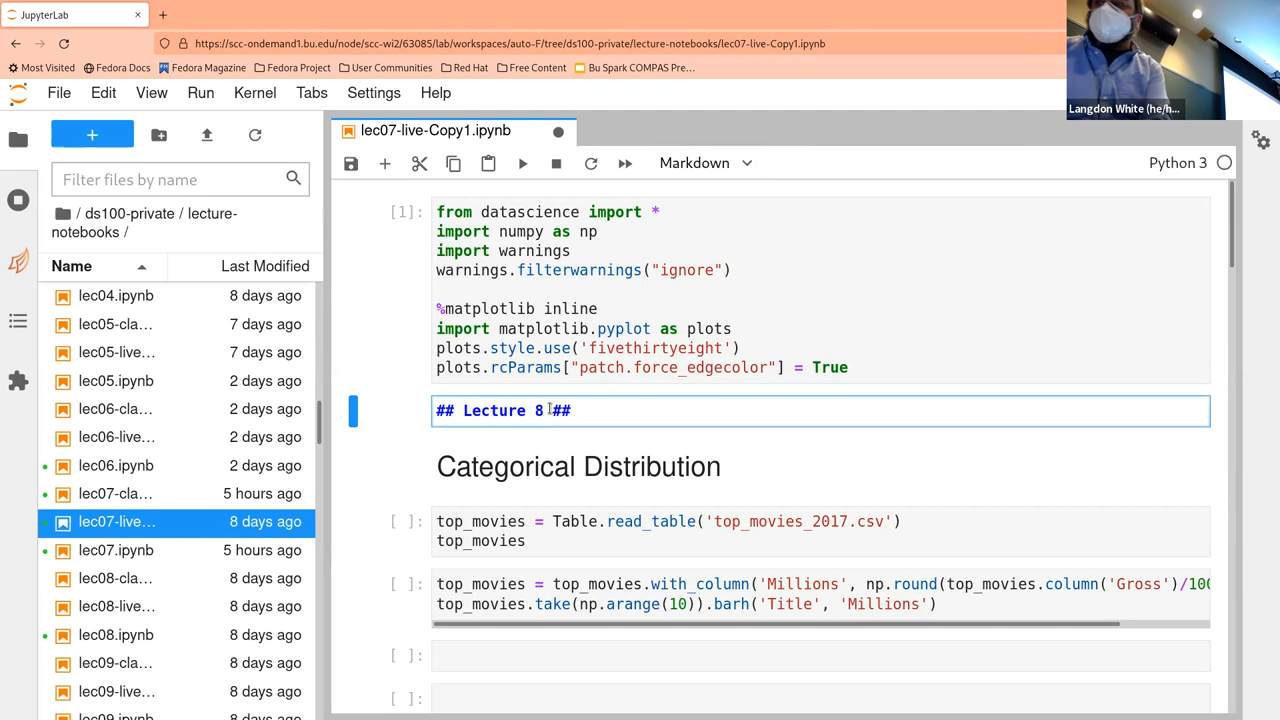 JupyterLab
https://scc-ondemand1.bu.edu/node/scc-wi2/63085/lab/workspaces/auto-F/tree/ds100-private/lecture-notebooks/lec07-live-Copy1.ipynb
Most Visited Fedora Docs Fedora Magazine Fedora Project User Communities Red Hat Free Content Bu Spark COMPAS Pre…
Langdon White (he/h...
File Edit View Run Kernel Tabs Settings Help
lec07-live-Copy1.ipynb
Markdown
Python 3
Filter files by name
/ ds100-private / lecture-
notebooks /
Name Last Modified
lec04.ipynb 8 days ago
lec05-cla… 7 days ago
lec05-live… 7 days ago
lec05.ipynb 2 days ago
lec06-cla… 2 days ago
lec06-live… 2 days ago
lec06.ipynb 2 days ago
lec07-cla… 5 hours ago
lec07-live… 8 days ago
lec07.ipynb 5 hours ago
lec08-cla… 8 days ago
lec08-live… 8 days ago
lec08.ipynb 8 days ago
lec09-cla… 8 days ago
lec09-live… 8 days ago
lec09.ipynb 8 days ago
[1]: from datascience import *
import numpy as np
import warnings
warnings.filterwarnings("ignore")
%matplotlib inline
import matplotlib.pyplot as plots
plots.style.use('fivethirtyeight')
plots.rcParams["patch.force_edgecolor"] = True
## Lecture 8 ##
Categorical Distribution
[ ]: top_movies = Table.read_table('top_movies_2017.csv')
top_movies
[ ]: top_movies = top_movies.with_column('Millions', np.round(top_movies.column('Gross')/100
top_movies.take(np.arange(10)).barh('Title', 'Millions')
[ ]:
[ ]: